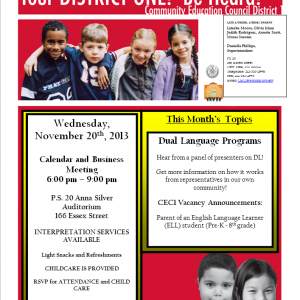 Your DISTRICT ONE! Be Heard!
Community Education Council District
Danielle Phillips,
Superintendent
Wednesday,
November 20th, 2013
Calendar and Business
Meeting
6:00 pm – 9:00 pm
P.S. 20 Anna Silver
Auditorium
166 Essex Street
INTERPRETATION SERVICES
AVAILABLE
Light Snacks and Refreshments
CHILDCARE IS PROVIDED
RSVP for ATTENDANCE and CHILD
CARE
This Month's Topics
Dual Language Programs
Hear from a panel of presenters on DL!
Get more information on how it works
from representatives in our own
community!
CECI Vacancy Announcements:
Parent of an English Language Learner
(ELL) student (Pre-K - 8th grade)